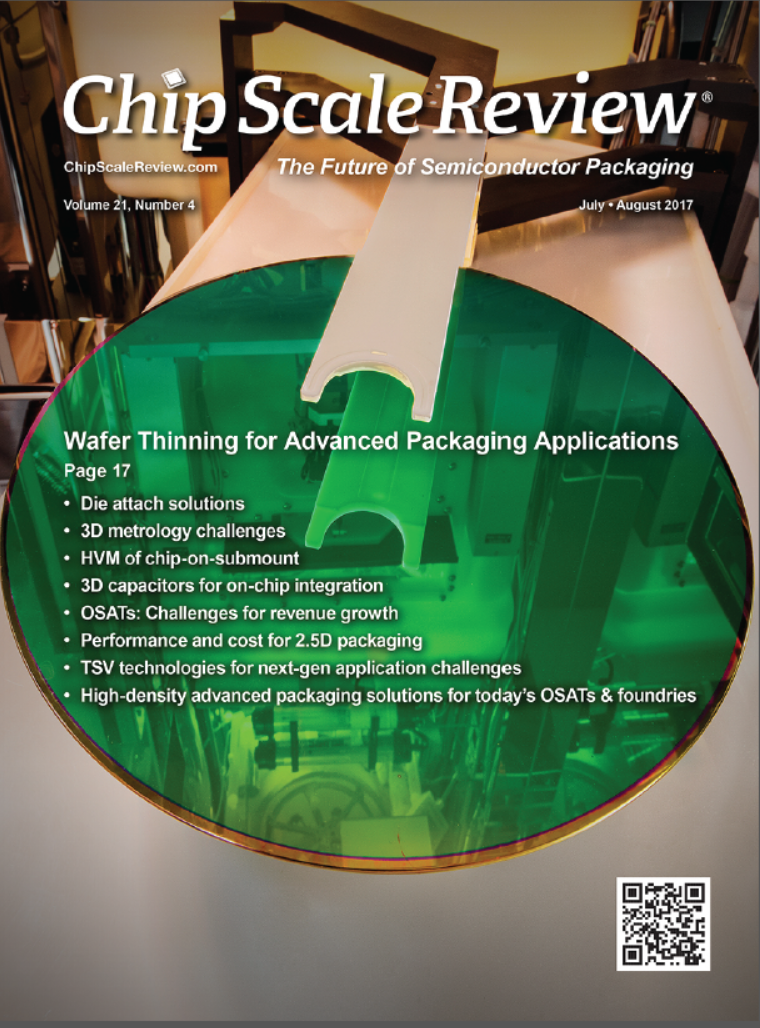 Chip Scale Review®
ChipScaleReview.com
The Future of Semiconductor Packaging
Volume 21, Number 4
July • August 2017
Wafer Thinning for Advanced Packaging Applications
Page 17
• Die attach solutions
• 3D metrology challenges
• HVM of chip-on-submount
• 3D capacitors for on-chip integration
• OSATs: Challenges for revenue growth
• Performance and cost for 2.5D packaging
• TSV technologies for next-gen application challenges
• High-density advanced packaging solutions for today's OSATs & foundries